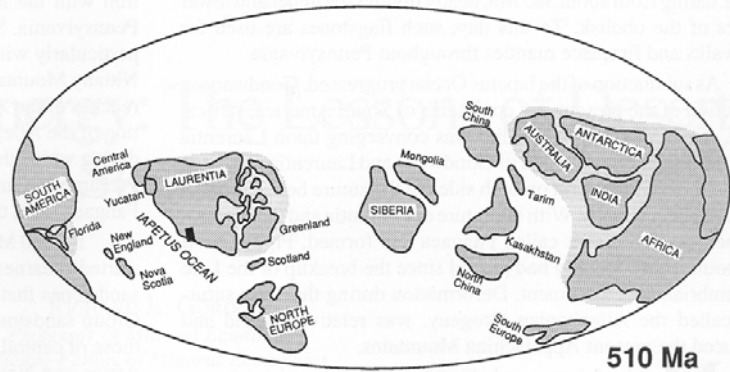 South
China
Central
America
LAURENTIA
Mongolia
AUSTRALIA
ANTARCTICA
SOUTH
AMERICA
Yucatan
SIBERIA
Tarim
INDIA
Florida
New
England
IAPETUS OCEAN
Greenland
AFRICA
Nova
Scotia
Scotland
Kazakhstan
North
China
NORTH
EUROPE
South
Europe
510 Ma